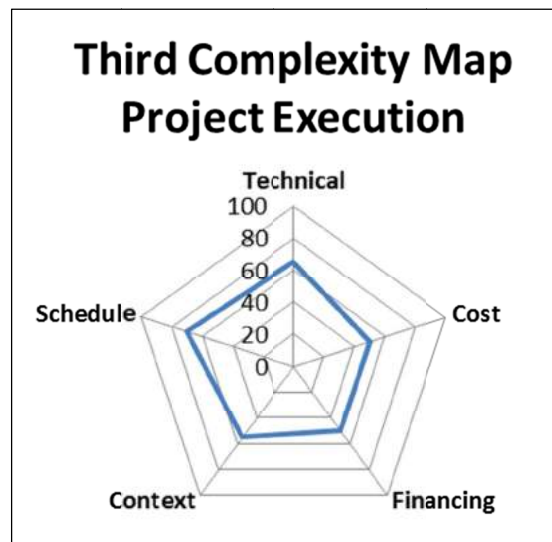 Third Complexity Map
Project Execution
Technical
100
80
60
40
20
0
Schedule
Cost
Context
Financing